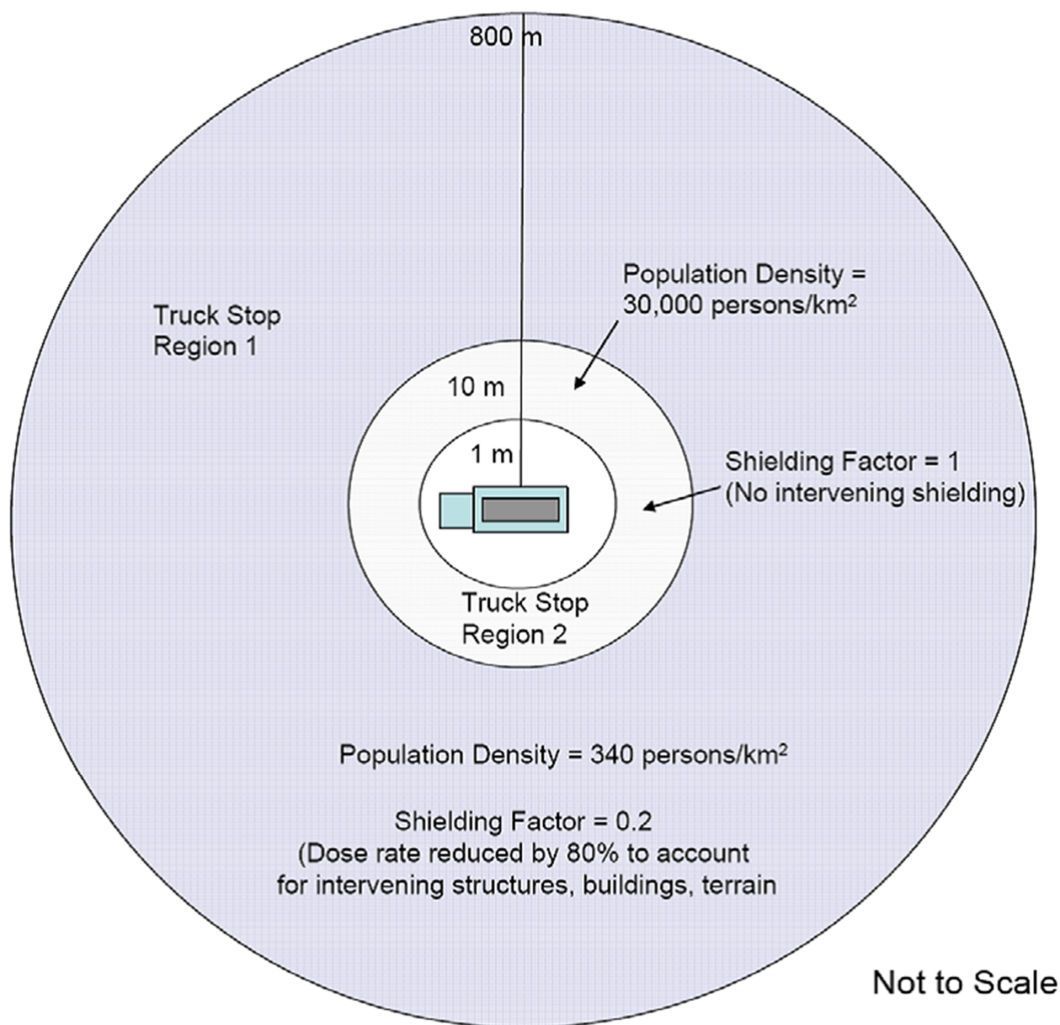 800 m
Population Density =
30,000 persons/km²
Truck Stop
Region 1
10 m
1 m
Shielding Factor = 1
(No intervening shielding)
Truck Stop
Region 2
Population Density = 340 persons/km²
Shielding Factor = 0.2
(Dose rate reduced by 80% to account
for intervening structures, buildings, terrain
Not to Scale